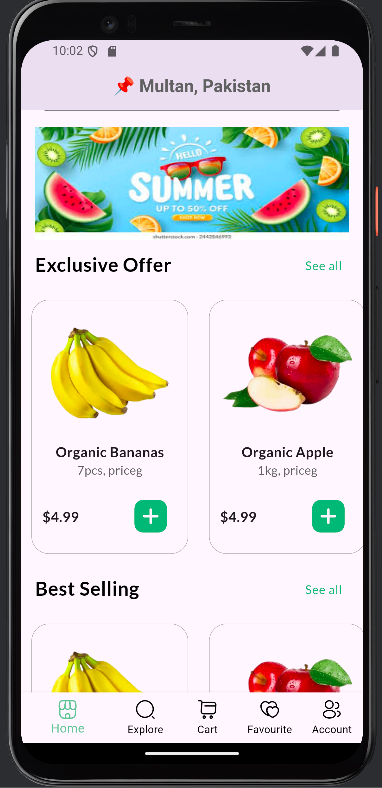 10:02
📌 Multan, Pakistan
HELLO
SUMMER
UP TO 50% OFF
SHOP NOW
shutterstock.com · 2442846992
Exclusive Offer See all
Organic Bananas Organic Apple
7pcs, priceg 1kg, priceg
$4.99 $4.99
Best Selling See all
Home Explore Cart Favourite Account